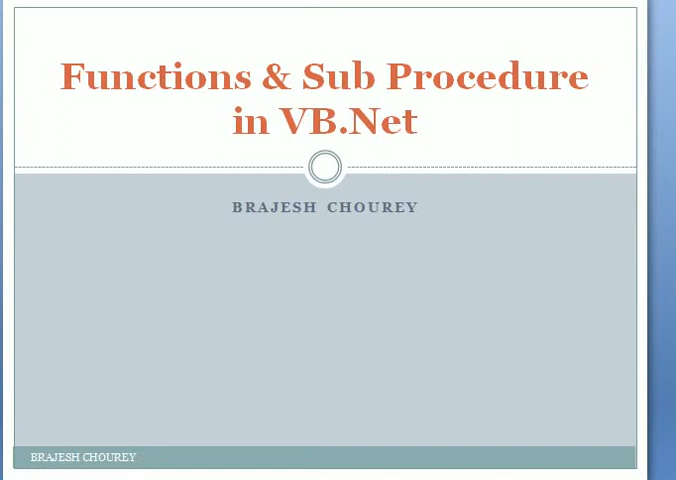 Functions & Sub Procedure
in VB.Net
BRAJESH CHOUREY
BRAJESH CHOUREY